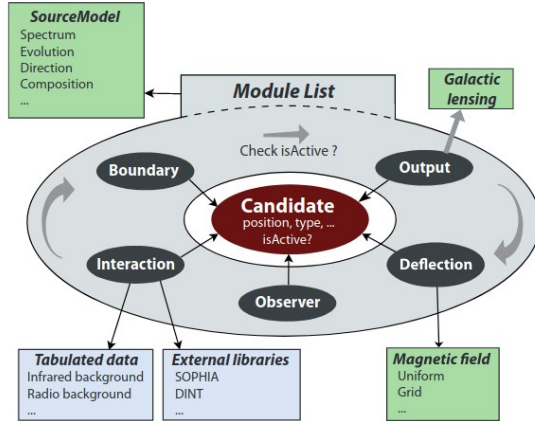 SourceModel
Spectrum
Evolution
Direction
Composition
...
Module List
Galactic
lensing
Check isActive ?
Boundary
Output
Candidate
position, type, ...
isActive?
Interaction
Deflection
Observer
Tabulated data
Infrared background
Radio background
...
External libraries
SOPHIA
DINT
...
Magnetic field
Uniform
Grid
...